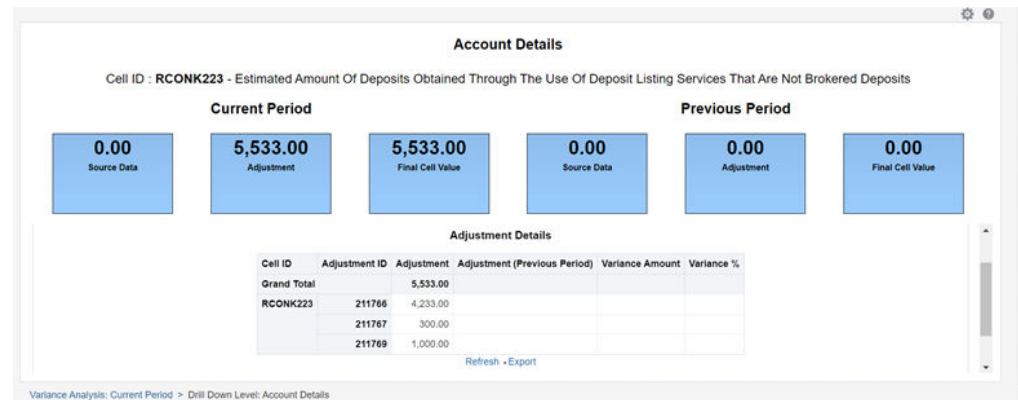 Account Details
Cell ID : RCONK223 - Estimated Amount Of Deposits Obtained Through The Use Of Deposit Listing Services That Are Not Brokered Deposits
Current Period
Previous Period
0.00
Source Data
5,533.00
Adjustment
5,533.00
Final Cell Value
0.00
Source Data
0.00
Adjustment
0.00
Final Cell Value
Adjustment Details
Cell ID Adjustment ID Adjustment Adjustment (Previous Period) Variance Amount Variance %
Grand Total 5,533.00
RCONK223 211766 4,233.00
211767 300.00
211769 1,000.00
Refresh - Export
Variance Analysis: Current Period > Drill Down Level: Account Details